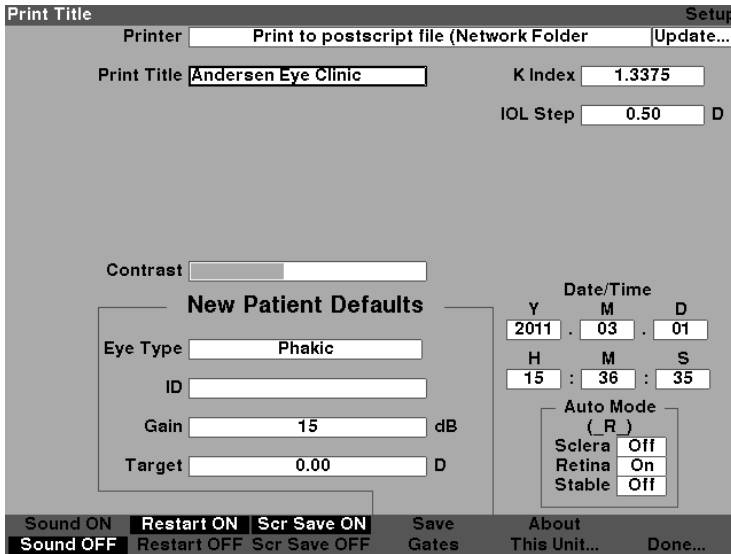 Print Title Setup
Printer Print to postscript file (Network Folder Update...
Print Title Andersen Eye Clinic K Index 1.3375
IOL Step 0.50 D
Contrast
Date/Time
New Patient Defaults
Y M D
2011 . 03 . 01
Eye Type Phakic
H M S
15 : 36 : 35
ID
Auto Mode
(_R_)
Gain 15 dB
Sclera Off
Retina On
Target 0.00 D
Stable Off
Sound ON Restart ON Scr Save ON Save About
Sound OFF Restart OFF Scr Save OFF Gates This Unit... Done...